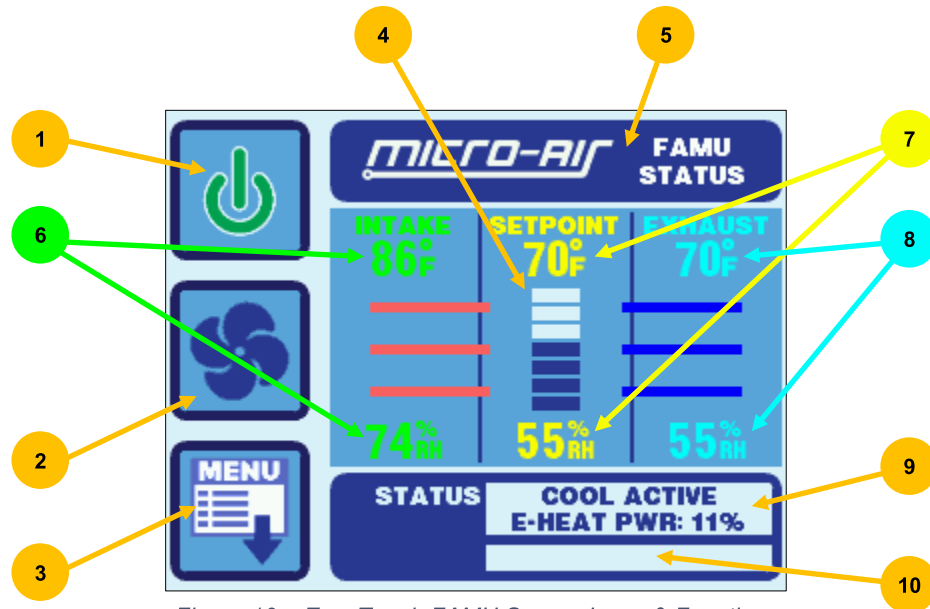 4
5
1
7
MICRO-AIR
FAMU
STATUS
6
8
INTAKE
SETPOINT
EXHAUST
86°F
70°F
70°F
2
74%RH
55%RH
55%RH
MENU
STATUS
COOL ACTIVE
E-HEAT PWR: 11%
9
3
10